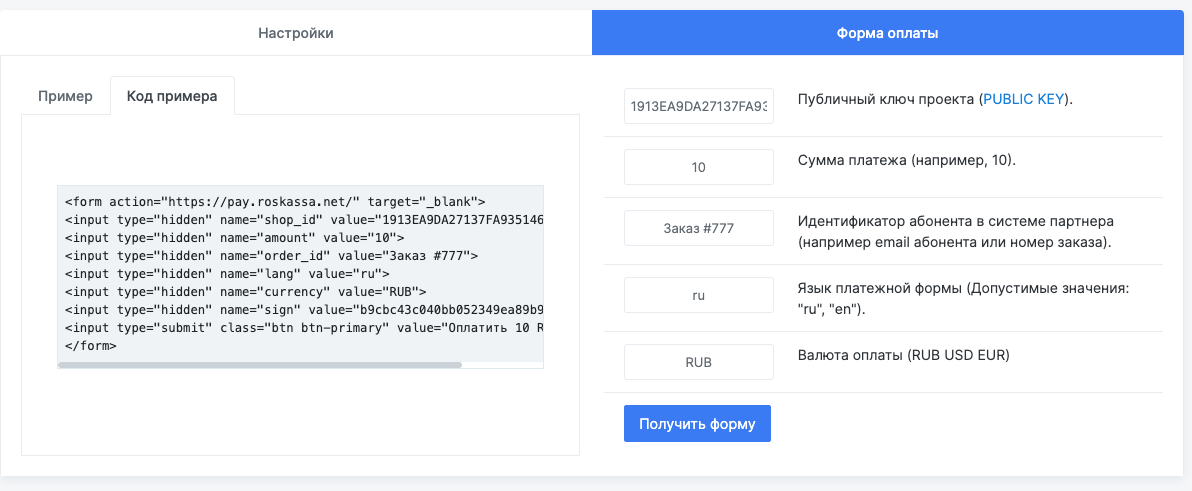 Настройки
Форма оплаты
Пример
Код примера
<form action="https://pay.roskassa.net/" target="_blank">
<input type="hidden" name="shop_id" value="1913EA9DA27137FA935146
<input type="hidden" name="amount" value="10">
<input type="hidden" name="order_id" value="Заказ #777">
<input type="hidden" name="lang" value="ru">
<input type="hidden" name="currency" value="RUB">
<input type="hidden" name="sign" value="b9cbc43c040bb052349ea89b9
<input type="submit" class="btn btn-primary" value="Оплатить 10 R
</form>
1913EA9DA27137FA93
Публичный ключ проекта (PUBLIC KEY).
10
Сумма платежа (например, 10).
Заказ #777
Идентификатор абонента в системе партнера
(например email абонента или номер заказа).
ru
Язык платежной формы (Допустимые значения:
"ru", "en").
RUB
Валюта оплаты (RUB USD EUR)
Получить форму